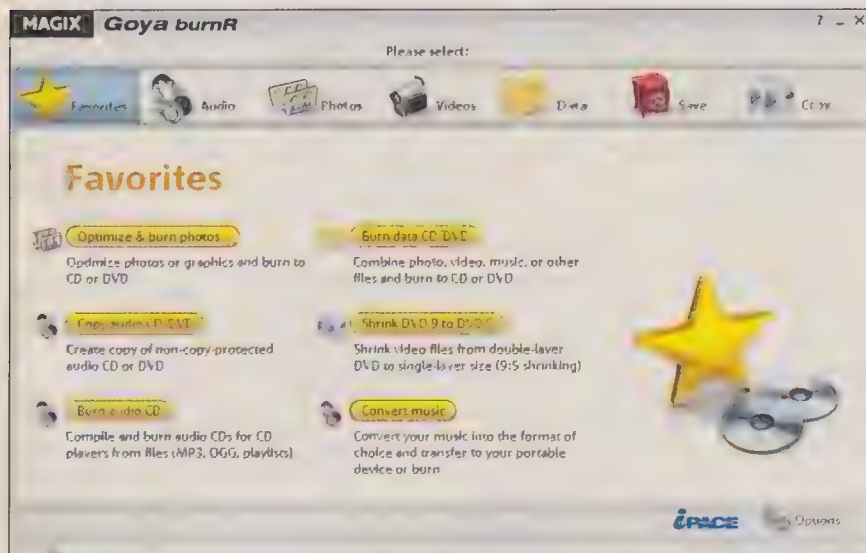 MAGIX Goya burnR
? _ X
Please select:
Favorites Audio Photos Videos Data Save Copy
Favorites
Optimize & burn photos
Optimize photos or graphics and burn to
CD or DVD
Copy audio CD/DVD
Create copy of non-copy-protected
audio CD or DVD
Burn audio CD
Compile and burn audio CDs for CD
players from files (MP3, OGG, playlists)
Burn data CD/DVD
Combine photo, video, music, or other
files and burn to CD or DVD
Shrink DVD 9 to DVD
Shrink video files from double-layer
DVD to single-layer size (9:5 shrinking)
Convert music
Convert your music into the format of
choice and transfer to your portable
device or burn
iPACE Options